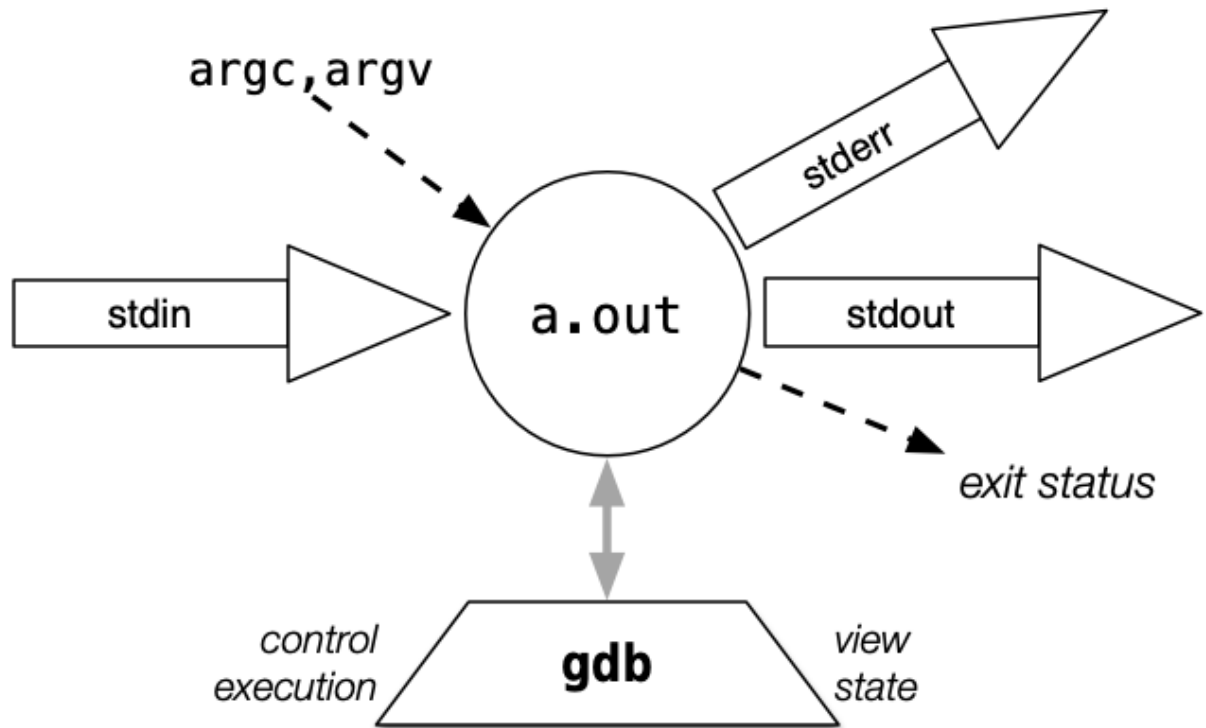 argc,argv
stderr
stdin
a.out
stdout
exit status
control
execution
gdb
view
state